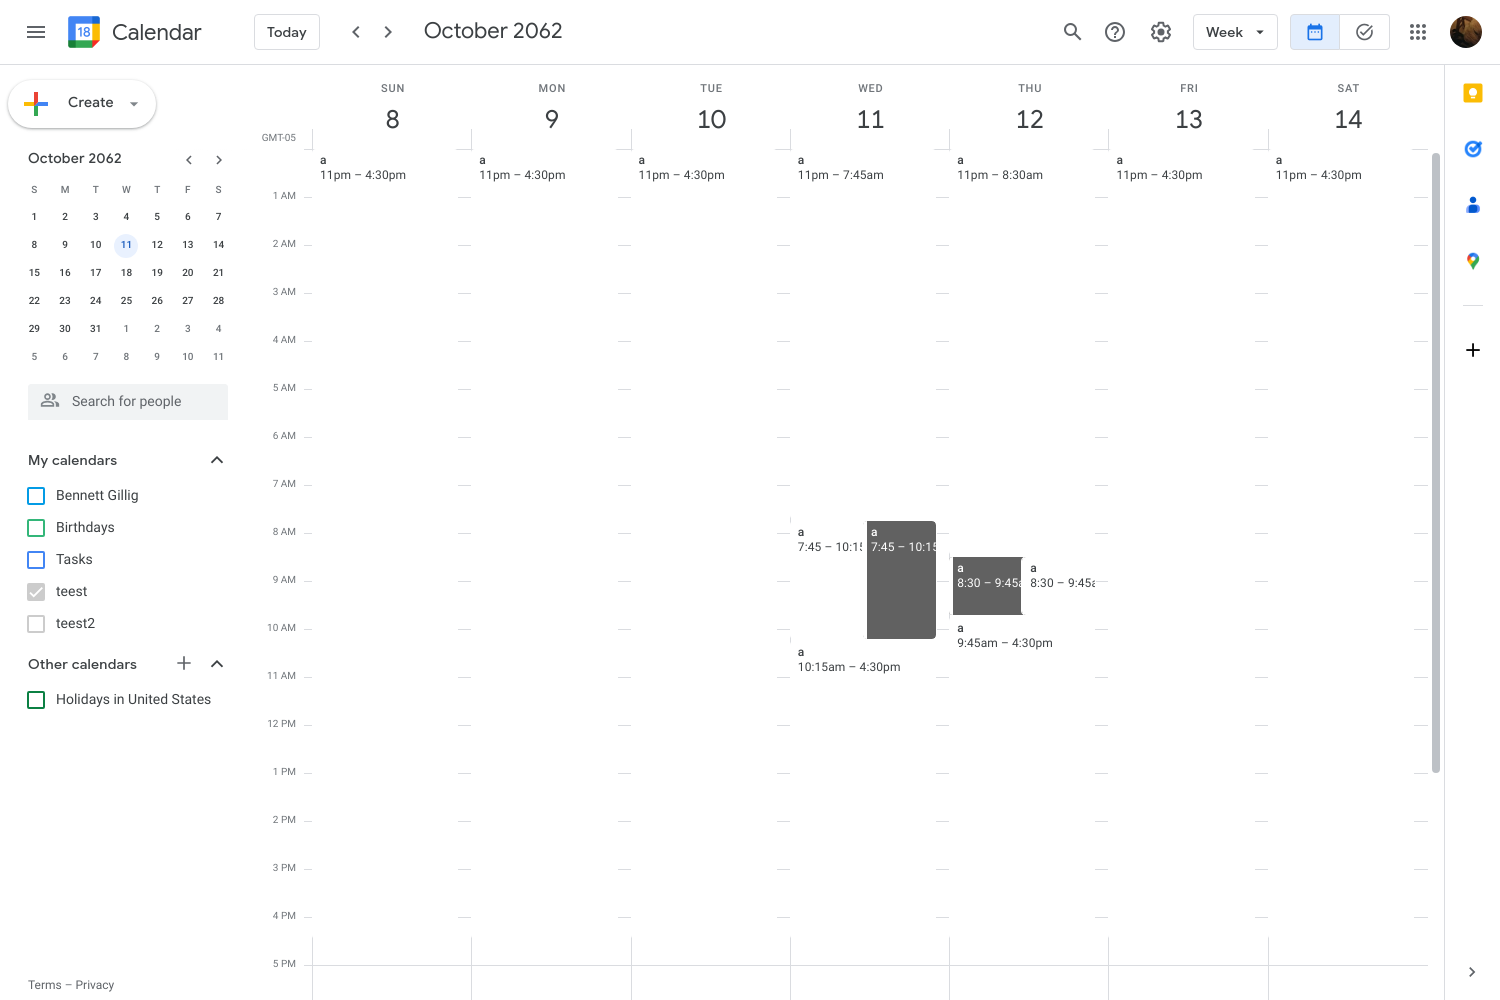 18 Calendar Today October 2062 Week
Create
October 2062
S M T W T F S
1 2 3 4 5 6 7
8 9 10 11 12 13 14
15 16 17 18 19 20 21
22 23 24 25 26 27 28
29 30 31 1 2 3 4
5 6 7 8 9 10 11
Search for people
My calendars
Bennett Gillig
Birthdays
Tasks
teest
teest2
Other calendars
Holidays in United States
Terms – Privacy
SUN MON TUE WED THU FRI SAT
8 9 10 11 12 13 14
GMT-05
a a a a a a a
11pm – 4:30pm 11pm – 4:30pm 11pm – 4:30pm 11pm – 7:45am 11pm – 8:30am 11pm – 4:30pm 11pm – 4:30pm
1 AM
2 AM
3 AM
4 AM
5 AM
6 AM
7 AM
8 AM a a
7:45 – 10:15 7:45 – 10:15
a a
9 AM 8:30 – 9:45a 8:30 – 9:45a
10 AM a
9:45am – 4:30pm
a
10:15am – 4:30pm
11 AM
12 PM
1 PM
2 PM
3 PM
4 PM
5 PM